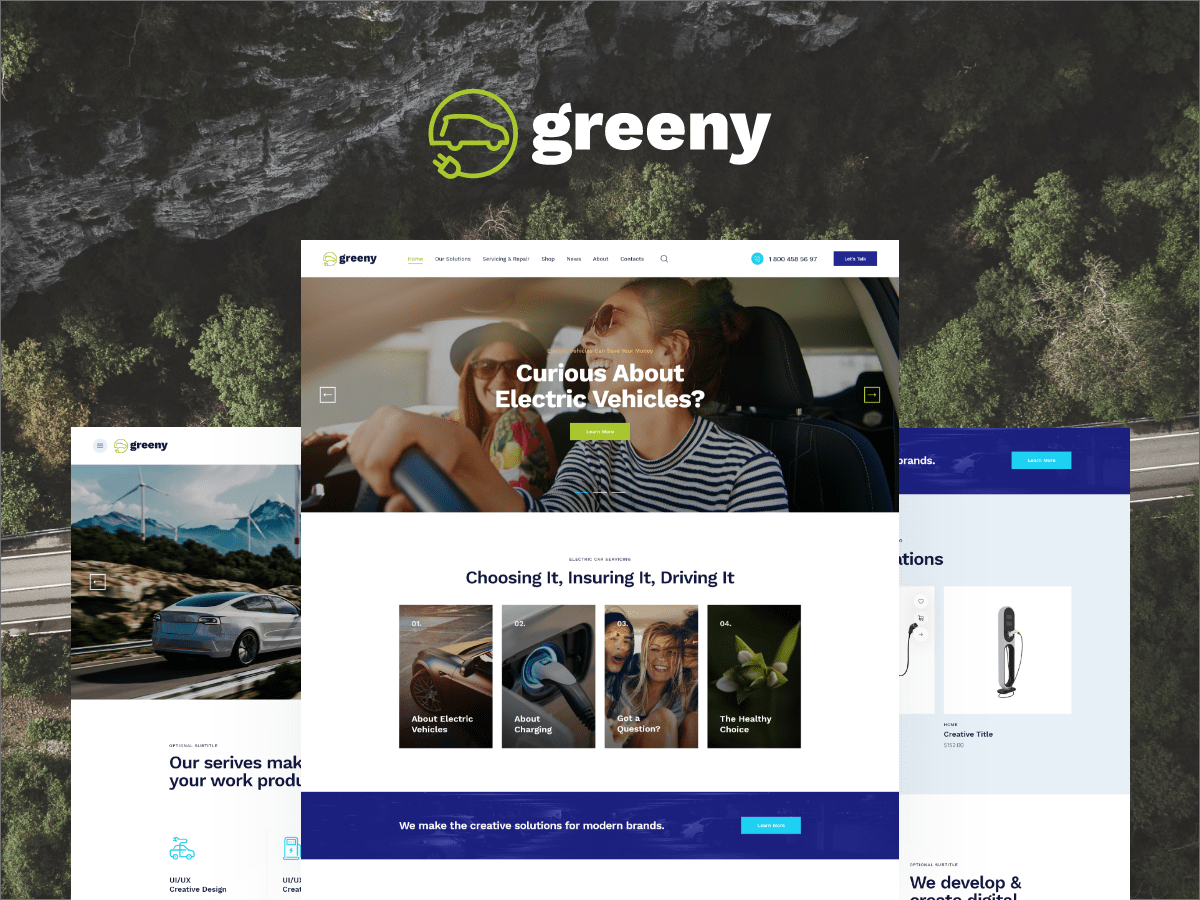 greeny
greeny
Home
Our Solutions
Servicing & Repair
Shop
News
About
Contacts
1 800 458 56 97
Let's Talk
Electric Vehicles Can Save Your Money
Curious About
Electric Vehicles?
Learn More
ELECTRIC CAR SERVICING
Choosing It, Insuring It, Driving It
01.
About Electric
Vehicles
02.
About
Charging
03.
Got a
Question?
04.
The Healthy
Choice
We make the creative solutions for modern brands.
Learn More
greeny
OPTIONAL SUBTITLE
Our serives mak
your work produ
UI/UX
Creative Design
UI/UX
Creat
brands.
Learn More
ations
HOME
Creative Title
$152.00
OPTIONAL SUBTITLE
We develop &
create digital